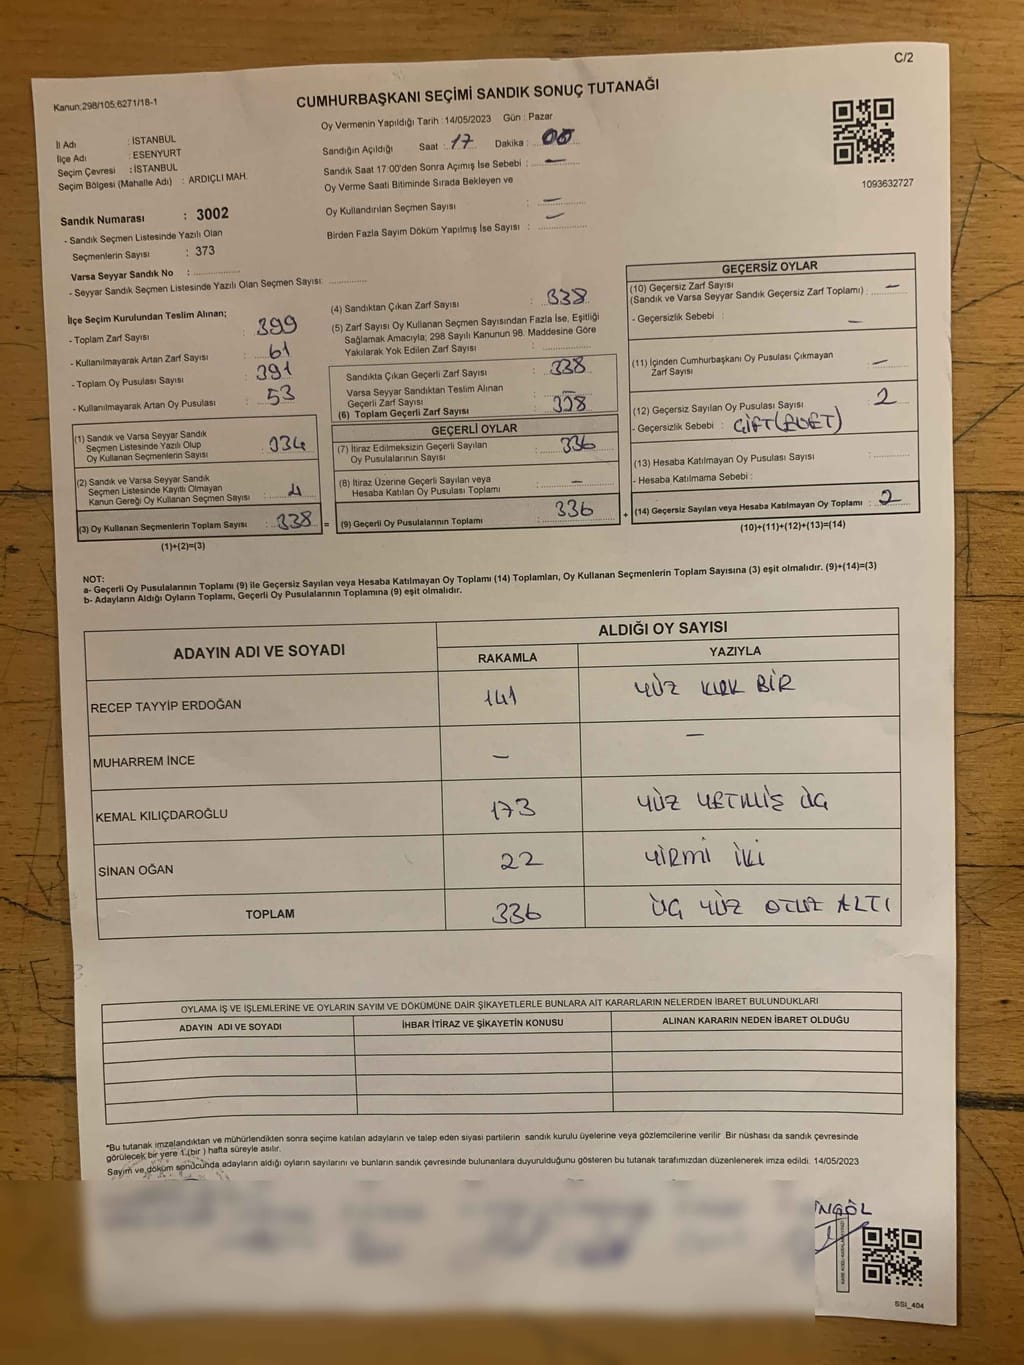 C/2
Kanun:298/105;6271/18-1
CUMHURBAŞKANI SEÇİMİ SANDIK SONUÇ TUTANAĞI
Oy Vermenin Yapıldığı Tarih : 14/05/2023 Gün : Pazar
İl Adı : İSTANBUL
İlçe Adı : ESENYURT
Seçim Çevresi : İSTANBUL
Seçim Bölgesi (Mahalle Adı) : ARDIÇLI MAH.
Sandığın Açıldığı Saat : 17 Dakika : 00
Sandık Saat 17:00'den Sonra Açımış İse Sebebi : —
Oy Verme Saati Bitiminde Sırada Bekleyen ve
Oy Kullandırılan Seçmen Sayısı : —
Birden Fazla Sayım Döküm Yapılmış İse Sayısı : —
1093632727
Sandık Numarası : 3002
- Sandık Seçmen Listesinde Yazılı Olan
Seçmenlerin Sayısı : 373
Varsa Seyyar Sandık No :
- Seyyar Sandık Seçmen Listesinde Yazılı Olan Seçmen Sayısı:
İlçe Seçim Kurulundan Teslim Alınan;
- Toplam Zarf Sayısı : 399
- Kullanılmayarak Artan Zarf Sayısı : 61
- Toplam Oy Pusulası Sayısı : 391
- Kullanılmayarak Artan Oy Pusulası : 53
(1) Sandık ve Varsa Seyyar Sandık
Seçmen Listesinde Yazılı Olup
Oy Kullanan Seçmenlerin Sayısı : 334
(2) Sandık ve Varsa Seyyar Sandık
Seçmen Listesinde Kayıtlı Olmayan
Kanun Gereği Oy Kullanan Seçmen Sayısı : 4
(3) Oy Kullanan Seçmenlerin Toplam Sayısı : 338 =
(1)+(2)=(3)
(4) Sandıktan Çıkan Zarf Sayısı : 338
(5) Zarf Sayısı Oy Kullanan Seçmen Sayısından Fazla İse, Eşitliği
Sağlamak Amacıyla; 298 Sayılı Kanunun 98. Maddesine Göre
Yakılarak Yok Edilen Zarf Sayısı :
Sandıkta Çıkan Geçerli Zarf Sayısı : 338
Varsa Seyyar Sandıktan Teslim Alınan
Geçerli Zarf Sayısı : —
(6) Toplam Geçerli Zarf Sayısı : 338
GEÇERLİ OYLAR
(7) İtiraz Edilmeksizin Geçerli Sayılan
Oy Pusulalarının Sayısı : 336
(8) İtiraz Üzerine Geçerli Sayılan veya
Hesaba Katılan Oy Pusulası Toplamı : —
(9) Geçerli Oy Pusulalarının Toplamı : 336 +
GEÇERSİZ OYLAR
(10) Geçersiz Zarf Sayısı
(Sandık ve Varsa Seyyar Sandık Geçersiz Zarf Toplamı) : —
- Geçersizlik Sebebi : —
(11) İçinden Cumhurbaşkanı Oy Pusulası Çıkmayan
Zarf Sayısı : —
(12) Geçersiz Sayılan Oy Pusulası Sayısı : 2
- Geçersizlik Sebebi : ÇİFT(EVET)
(13) Hesaba Katılmayan Oy Pusulası Sayısı :
- Hesaba Katılmama Sebebi :
(14) Geçersiz Sayılan veya Hesaba Katılmayan Oy Toplamı : 2
(10)+(11)+(12)+(13)=(14)
NOT:
a- Geçerli Oy Pusulalarının Toplamı (9) ile Geçersiz Sayılan veya Hesaba Katılmayan Oy Toplamı (14) Toplamları, Oy Kullanan Seçmenlerin Toplam Sayısına (3) eşit olmalıdır. (9)+(14)=(3)
b- Adayların Aldığı Oyların Toplamı, Geçerli Oy Pusulalarının Toplamına (9) eşit olmalıdır.
ADAYIN ADI VE SOYADI
ALDIĞI OY SAYISI
RAKAMLA YAZIYLA
RECEP TAYYİP ERDOĞAN 141 YÜZ KIRK BİR
MUHARREM İNCE — —
KEMAL KILIÇDAROĞLU 173 YÜZ YETMİŞ ÜÇ
SİNAN OĞAN 22 YİRMİ İKİ
TOPLAM 336 ÜÇ YÜZ OTUZ ALTI
OYLAMA İŞ VE İŞLEMLERİNE VE OYLARIN SAYIM VE DÖKÜMÜNE DAİR ŞİKAYETLERLE BUNLARA AİT KARARLARIN NELERDEN İBARET BULUNDUKLARI
ADAYIN ADI VE SOYADI İHBAR İTİRAZ VE ŞİKAYETİN KONUSU ALINAN KARARIN NEDEN İBARET OLDUĞU
*Bu tutanak imzalandıktan ve mühürlendikten sonra seçime katılan adayların ve talep eden siyasi partilerin sandık kurulu üyelerine veya gözlemcilerine verilir. Bir nüshası da sandık çevresinde
görülecek bir yere 1 (bir) hafta süreyle asılır.
Sayım ve döküm sonucunda adayların aldığı oyların sayılarını ve bunların sandık çevresinde bulunanlara duyurulduğunu gösteren bu tutanak tarafımızdan düzenlenerek imza edildi. 14/05/2023
İNGÖL
SSI_404